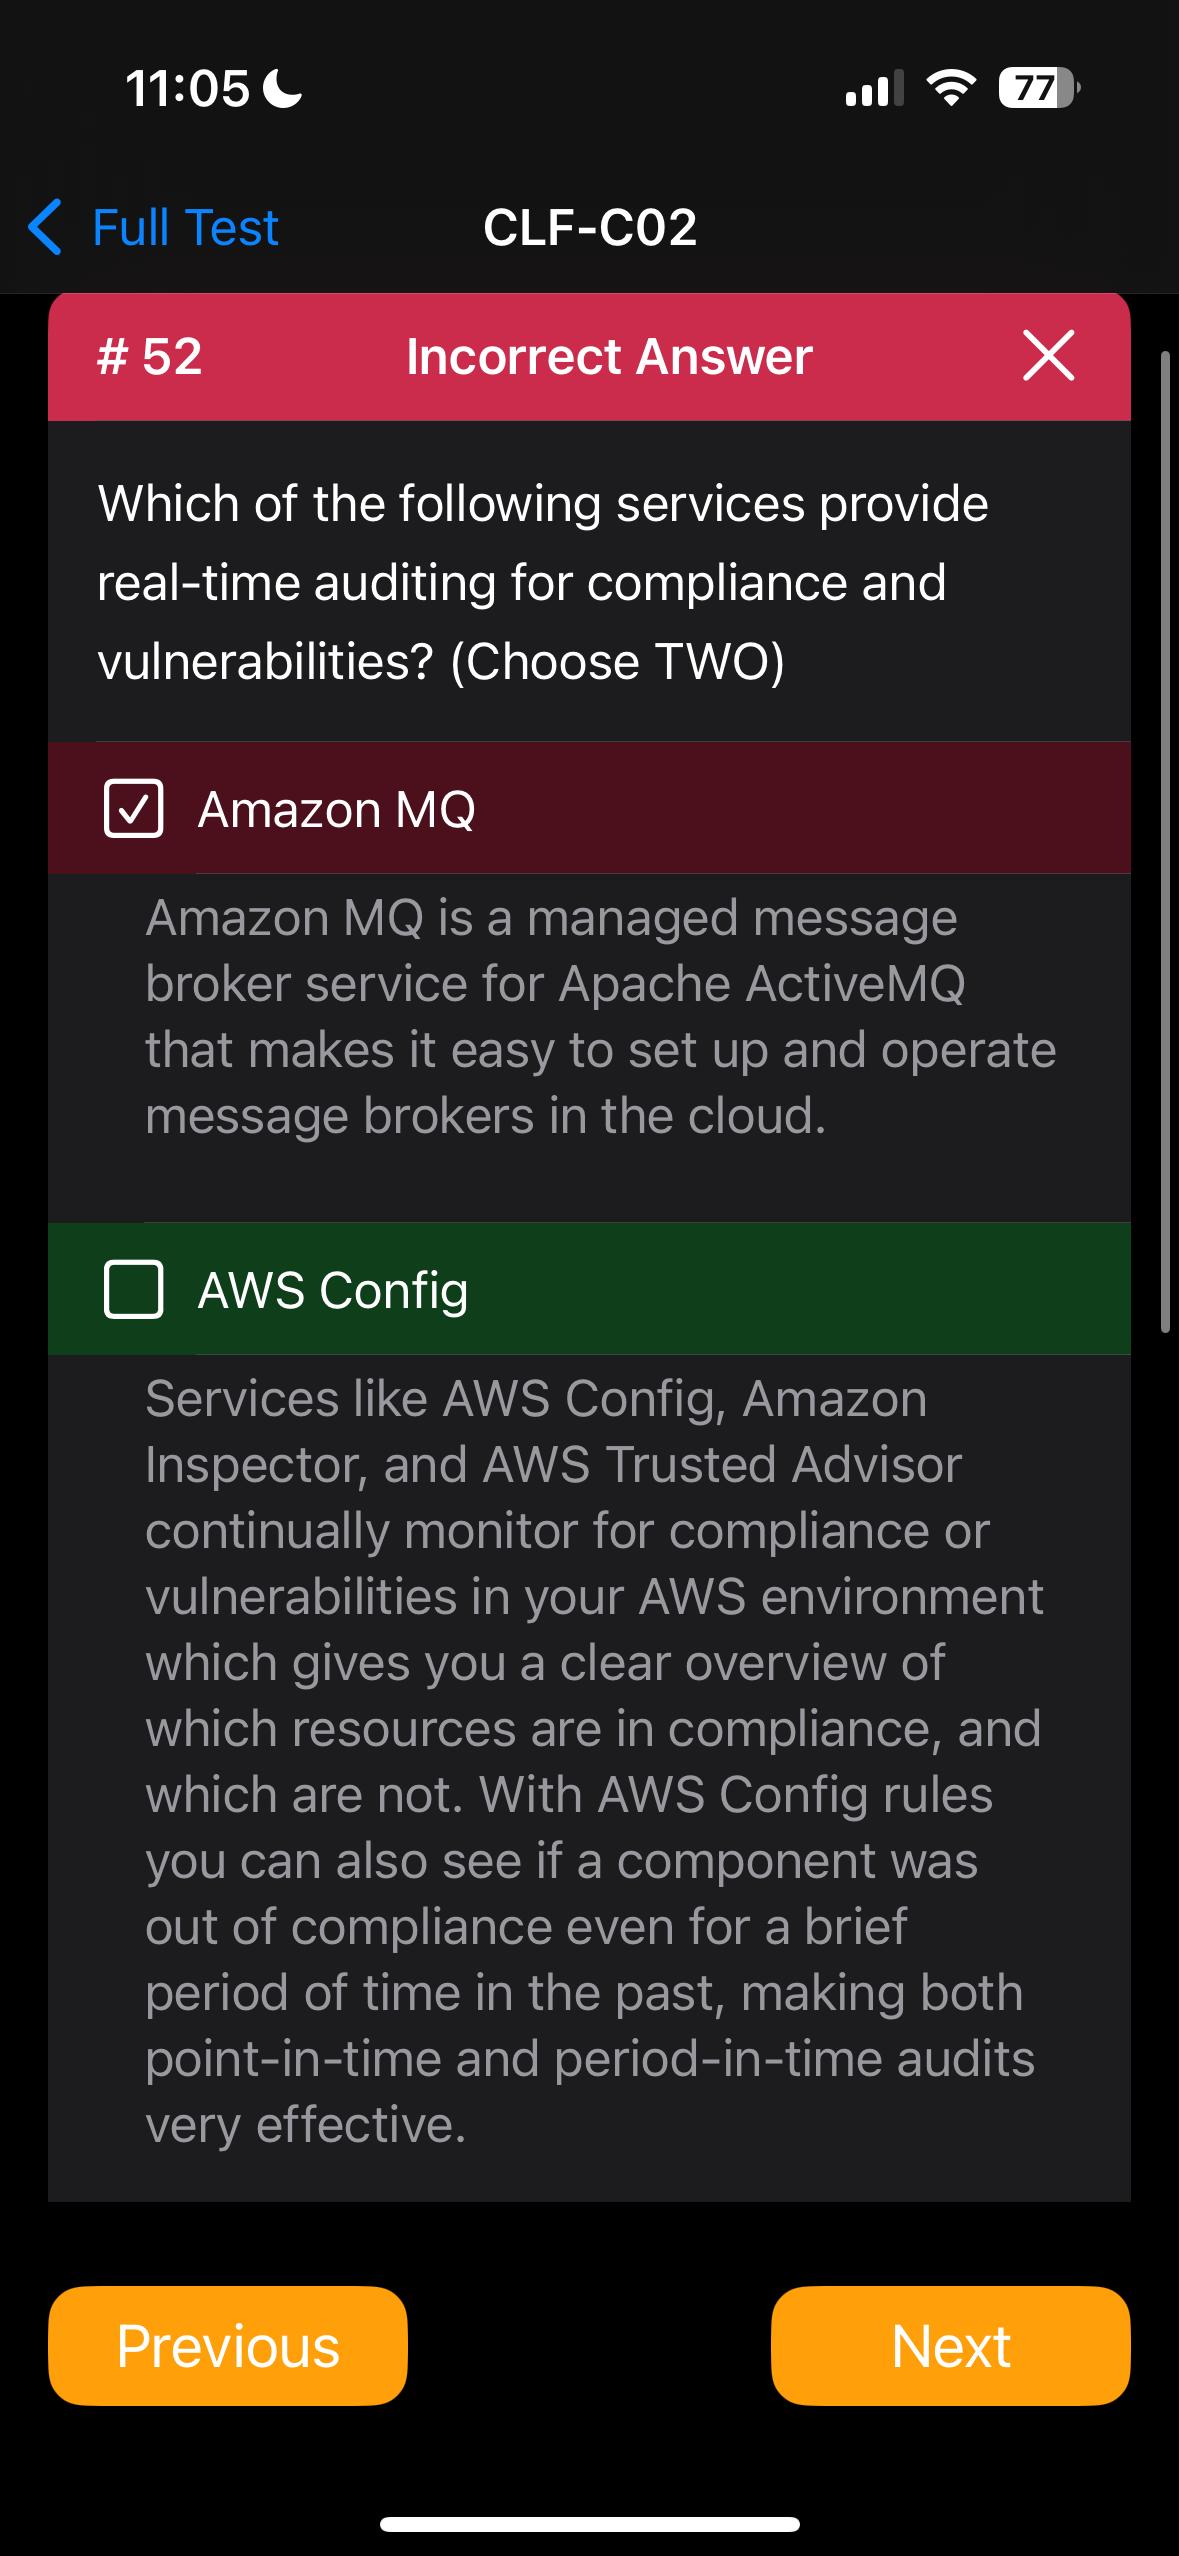 11:05
77
Full Test
CLF-C02
# 52
Incorrect Answer
Which of the following services provide
real-time auditing for compliance and
vulnerabilities? (Choose TWO)
Amazon MQ
Amazon MQ is a managed message
broker service for Apache ActiveMQ
that makes it easy to set up and operate
message brokers in the cloud.
AWS Config
Services like AWS Config, Amazon
Inspector, and AWS Trusted Advisor
continually monitor for compliance or
vulnerabilities in your AWS environment
which gives you a clear overview of
which resources are in compliance, and
which are not. With AWS Config rules
you can also see if a component was
out of compliance even for a brief
period of time in the past, making both
point-in-time and period-in-time audits
very effective.
Previous
Next